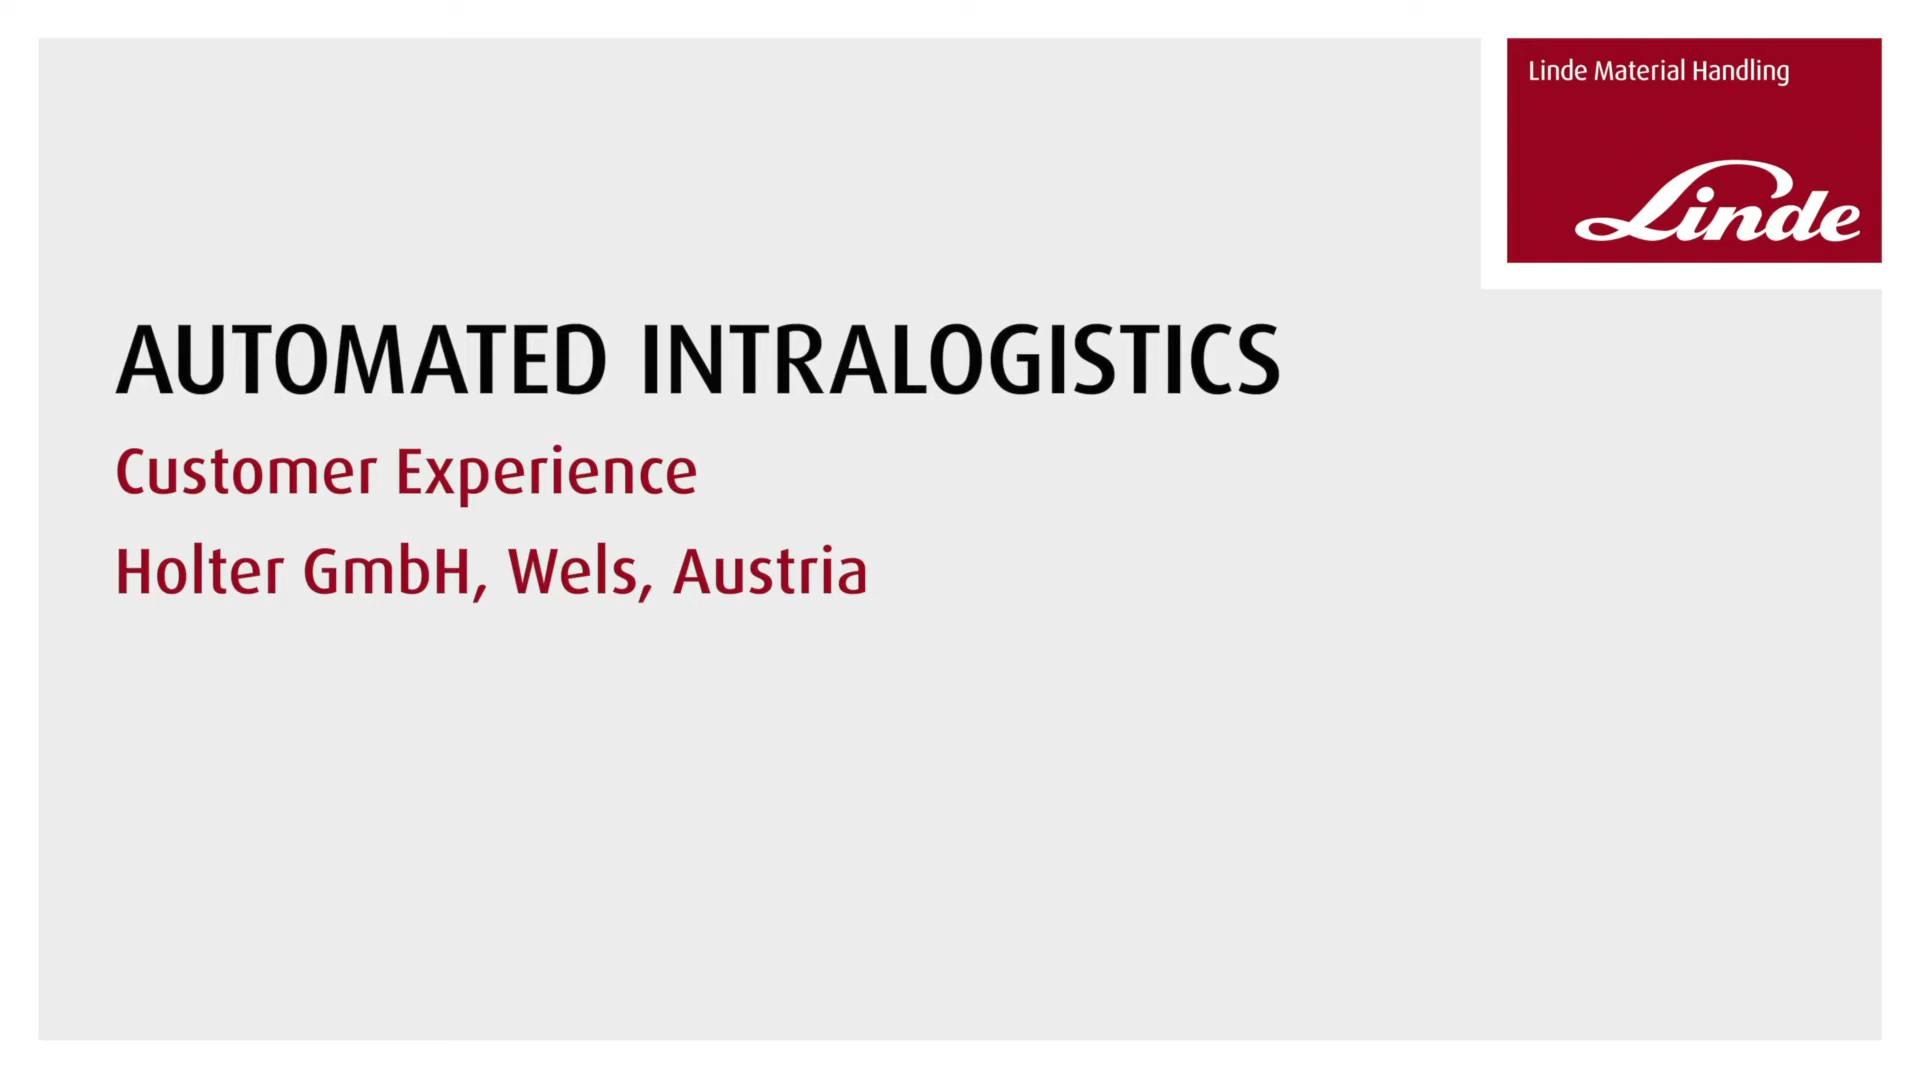 Linde Material Handling
Linde
AUTOMATED INTRALOGISTICS
Customer Experience
Holter GmbH, Wels, Austria